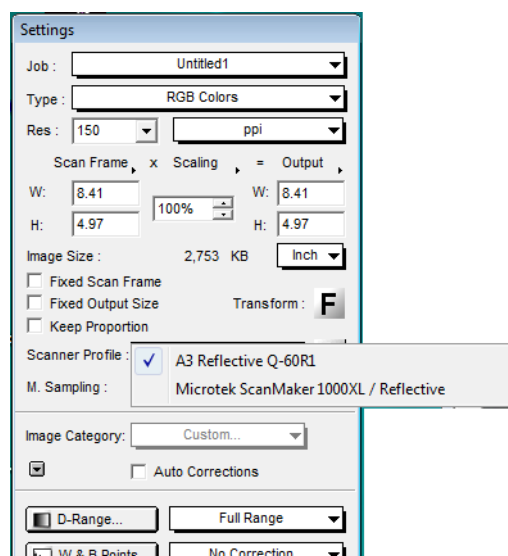 Settings
Job : Untitled1
Type : RGB Colors
Res : 150 ppi
Scan Frame x Scaling = Output
W: 8.41 100% W: 8.41
H: 4.97 H: 4.97
Image Size : 2,753 KB Inch
Fixed Scan Frame
Fixed Output Size Transform : F
Keep Proportion
Scanner Profile : A3 Reflective Q-60R1
M. Sampling : Microtek ScanMaker 1000XL / Reflective
Image Category: Custom...
Auto Corrections
D-Range... Full Range
W & B Points No Correction